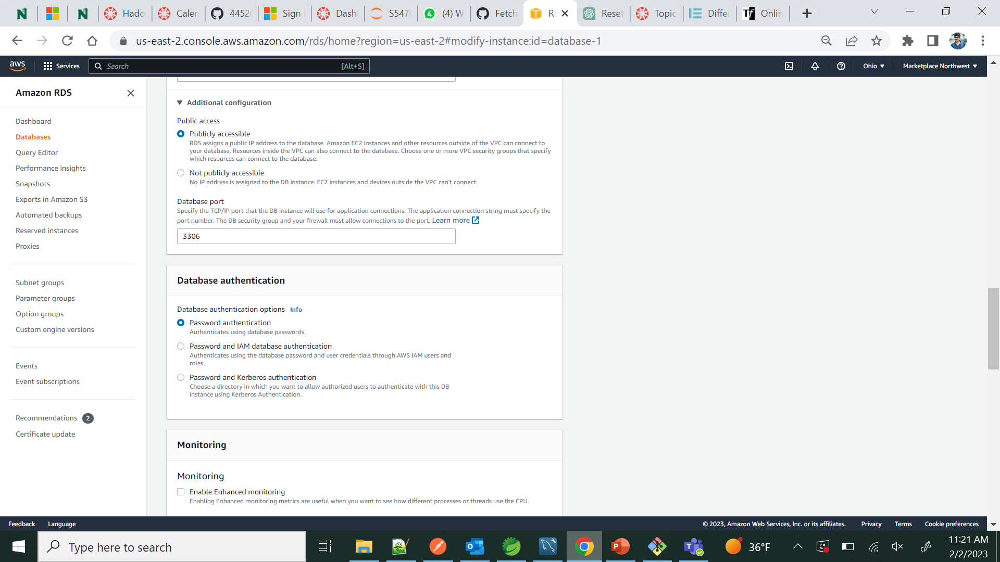 Hado
Calen
4452
Sign i
Dashl
S547
(4) W
Fetch
R
Reset
Topic
Differ
Tf
Onlin
us-east-2.console.aws.amazon.com/rds/home?region=us-east-2#modify-instance:id=database-1
aws
Services
Search
[Alt+S]
Ohio
Marketplace Northwest
Amazon RDS
Dashboard
Databases
Query Editor
Performance insights
Snapshots
Exports in Amazon S3
Automated backups
Reserved instances
Proxies
Subnet groups
Parameter groups
Option groups
Custom engine versions
Events
Event subscriptions
Recommendations 2
Certificate update
Additional configuration
Public access
Publicly accessible
RDS assigns a public IP address to the database. Amazon EC2 instances and other resources outside of the VPC can connect to
your database. Resources inside the VPC can also connect to the database. Choose one or more VPC security groups that specify
which resources can connect to the database.
Not publicly accessible
No IP address is assigned to the DB instance. EC2 instances and devices outside the VPC can't connect.
Database port
Specify the TCP/IP port that the DB instance will use for application connections. The application connection string must specify the
port number. The DB security group and your firewall must allow connections to the port. Learn more
3306
Database authentication
Database authentication options Info
Password authentication
Authenticates using database passwords.
Password and IAM database authentication
Authenticates using the database password and user credentials through AWS IAM users and
roles.
Password and Kerberos authentication
Choose a directory in which you want to allow authorized users to authenticate with this DB
instance using Kerberos Authentication.
Monitoring
Monitoring
Enable Enhanced monitoring
Enabling Enhanced monitoring metrics are useful when you want to see how different processes or threads use the CPU.
Feedback
Language
© 2023, Amazon Web Services, Inc. or its affiliates.
Privacy
Terms
Cookie preferences
Type here to search
36°F
11:21 AM
2/2/2023